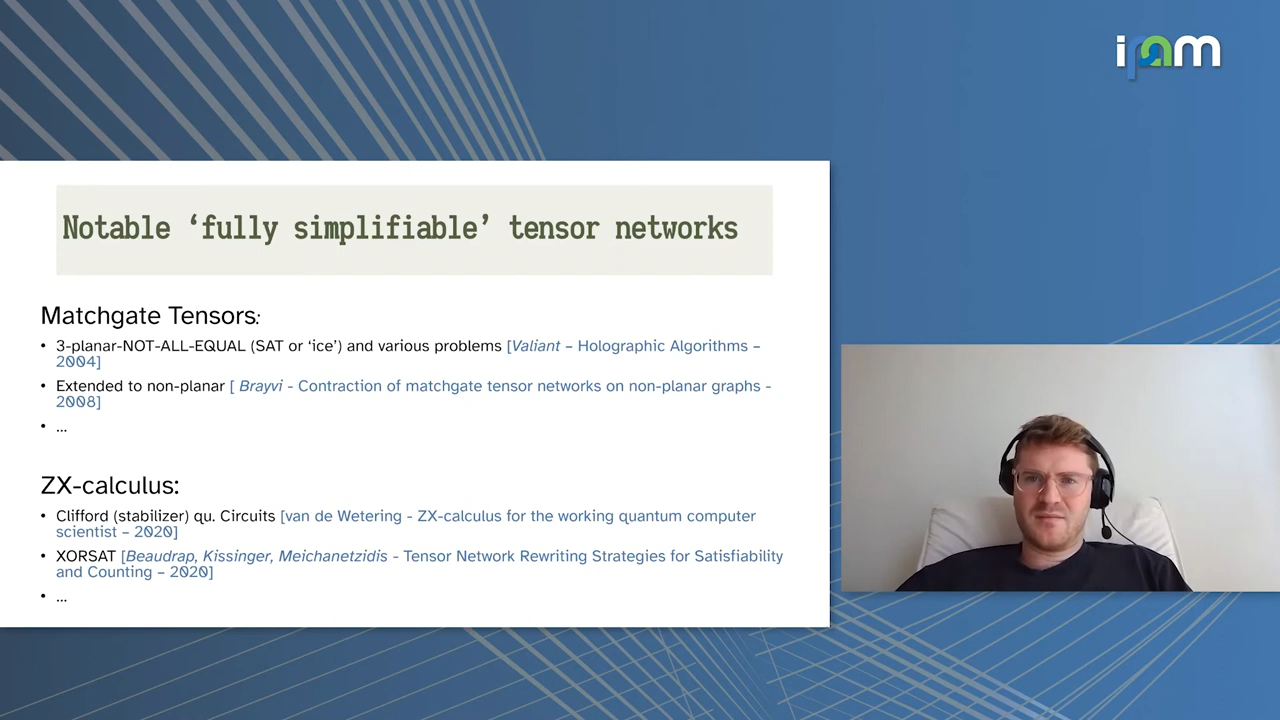 ipam
Notable ‘fully simplifiable’ tensor networks
Matchgate Tensors:
• 3-planar-NOT-ALL-EQUAL (SAT or ‘ice’) and various problems [Valiant – Holographic Algorithms –
2004]
• Extended to non-planar [ Brayvi - Contraction of matchgate tensor networks on non-planar graphs -
2008]
• ...
ZX-calculus:
• Clifford (stabilizer) qu. Circuits [van de Wetering - ZX-calculus for the working quantum computer
scientist – 2020]
• XORSAT [Beaudrap, Kissinger, Meichanetzidis - Tensor Network Rewriting Strategies for Satisfiability
and Counting – 2020]
• ...